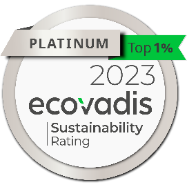 PLATINUM
Top 1%
2023
ecovadis
Sustainability
Rating